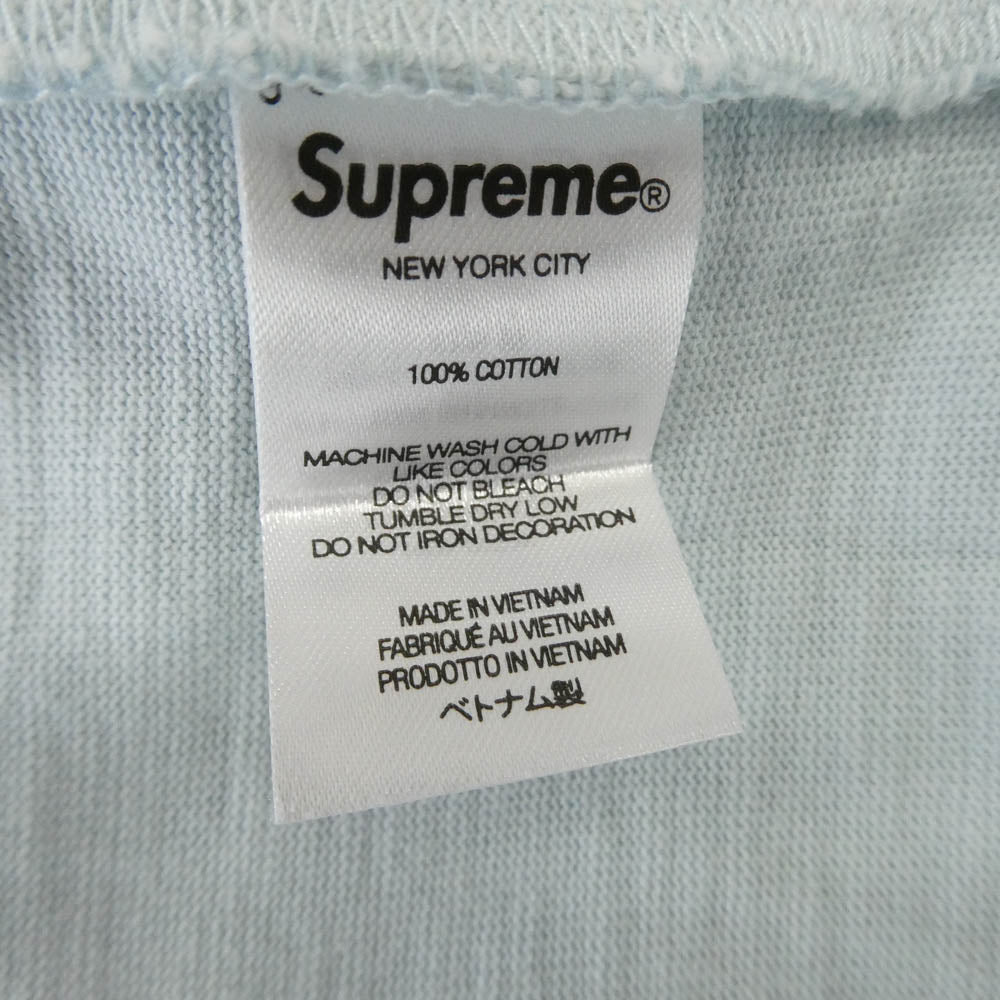 Supreme®
NEW YORK CITY
100% COTTON
MACHINE WASH COLD WITH
LIKE COLORS
DO NOT BLEACH
TUMBLE DRY LOW
DO NOT IRON DECORATION
MADE IN VIETNAM
FABRIQUÉ AU VIETNAM
PRODOTTO IN VIETNAM
ベトナム製